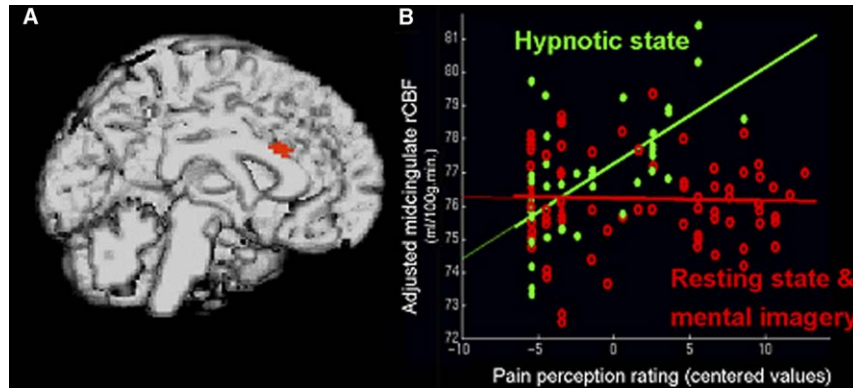 A
B
Hypnotic state
Adjusted midcingulate rCBF
(ml/100g.min.)
81
80
79
78
77
76
75
74
73
72
Resting state &
mental imagery
-10
-5
0
5
10
Pain perception rating (centered values)